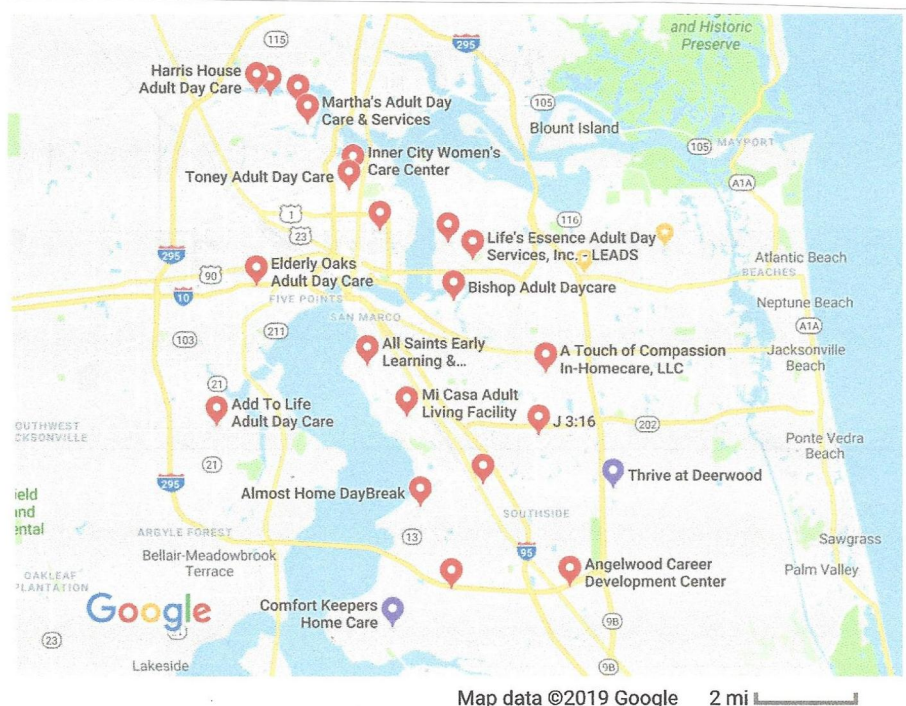 and Historic
Preserve
115
295
Harris House
Adult Day Care
Martha's Adult Day
Care & Services
105
Blount Island
105
MAYPORT
Inner City Women's
Care Center
Toney Adult Day Care
A1A
1
23
116
Life's Essence Adult Day
Services, Inc. - LEADS
295
90
Elderly Oaks
Adult Day Care
Atlantic Beach
BEACHES
Bishop Adult Daycare
10
FIVE POINTS
SAN MARCO
Neptune Beach
A1A
103
211
All Saints Early
Learning &...
A Touch of Compassion
In-Homecare, LLC
Jacksonville
Beach
21
Add To Life
Adult Day Care
Mi Casa Adult
Living Facility
J 3:16
202
OUTHWEST
CKSONVILLE
Ponte Vedra
Beach
21
295
Almost Home DayBreak
Thrive at Deerwood
ield
and
ental
SOUTHSIDE
13
ARGYLE FOREST
95
Sawgrass
Bellair-Meadowbrook
Terrace
Angelwood Career
Development Center
Palm Valley
OAKLEAF
PLANTATION
Google
Comfort Keepers
Home Care
9B
23
Lakeside
9B
Map data ©2019 Google 2 mi